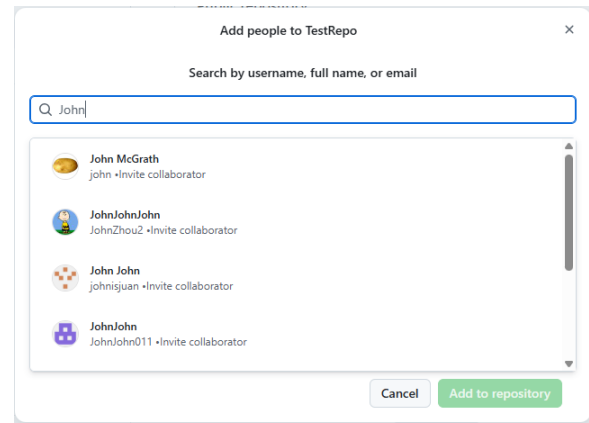 Add people to TestRepo
Search by username, full name, or email
John
John McGrath
john •Invite collaborator
JohnJohnJohn
JohnZhou2 •Invite collaborator
John John
johnisjuan •Invite collaborator
JohnJohn
JohnJohn011 •Invite collaborator
Cancel
Add to repository